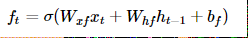 f_t = σ(W_{xf} x_t + W_{hf} h_{t−1} + b_f)